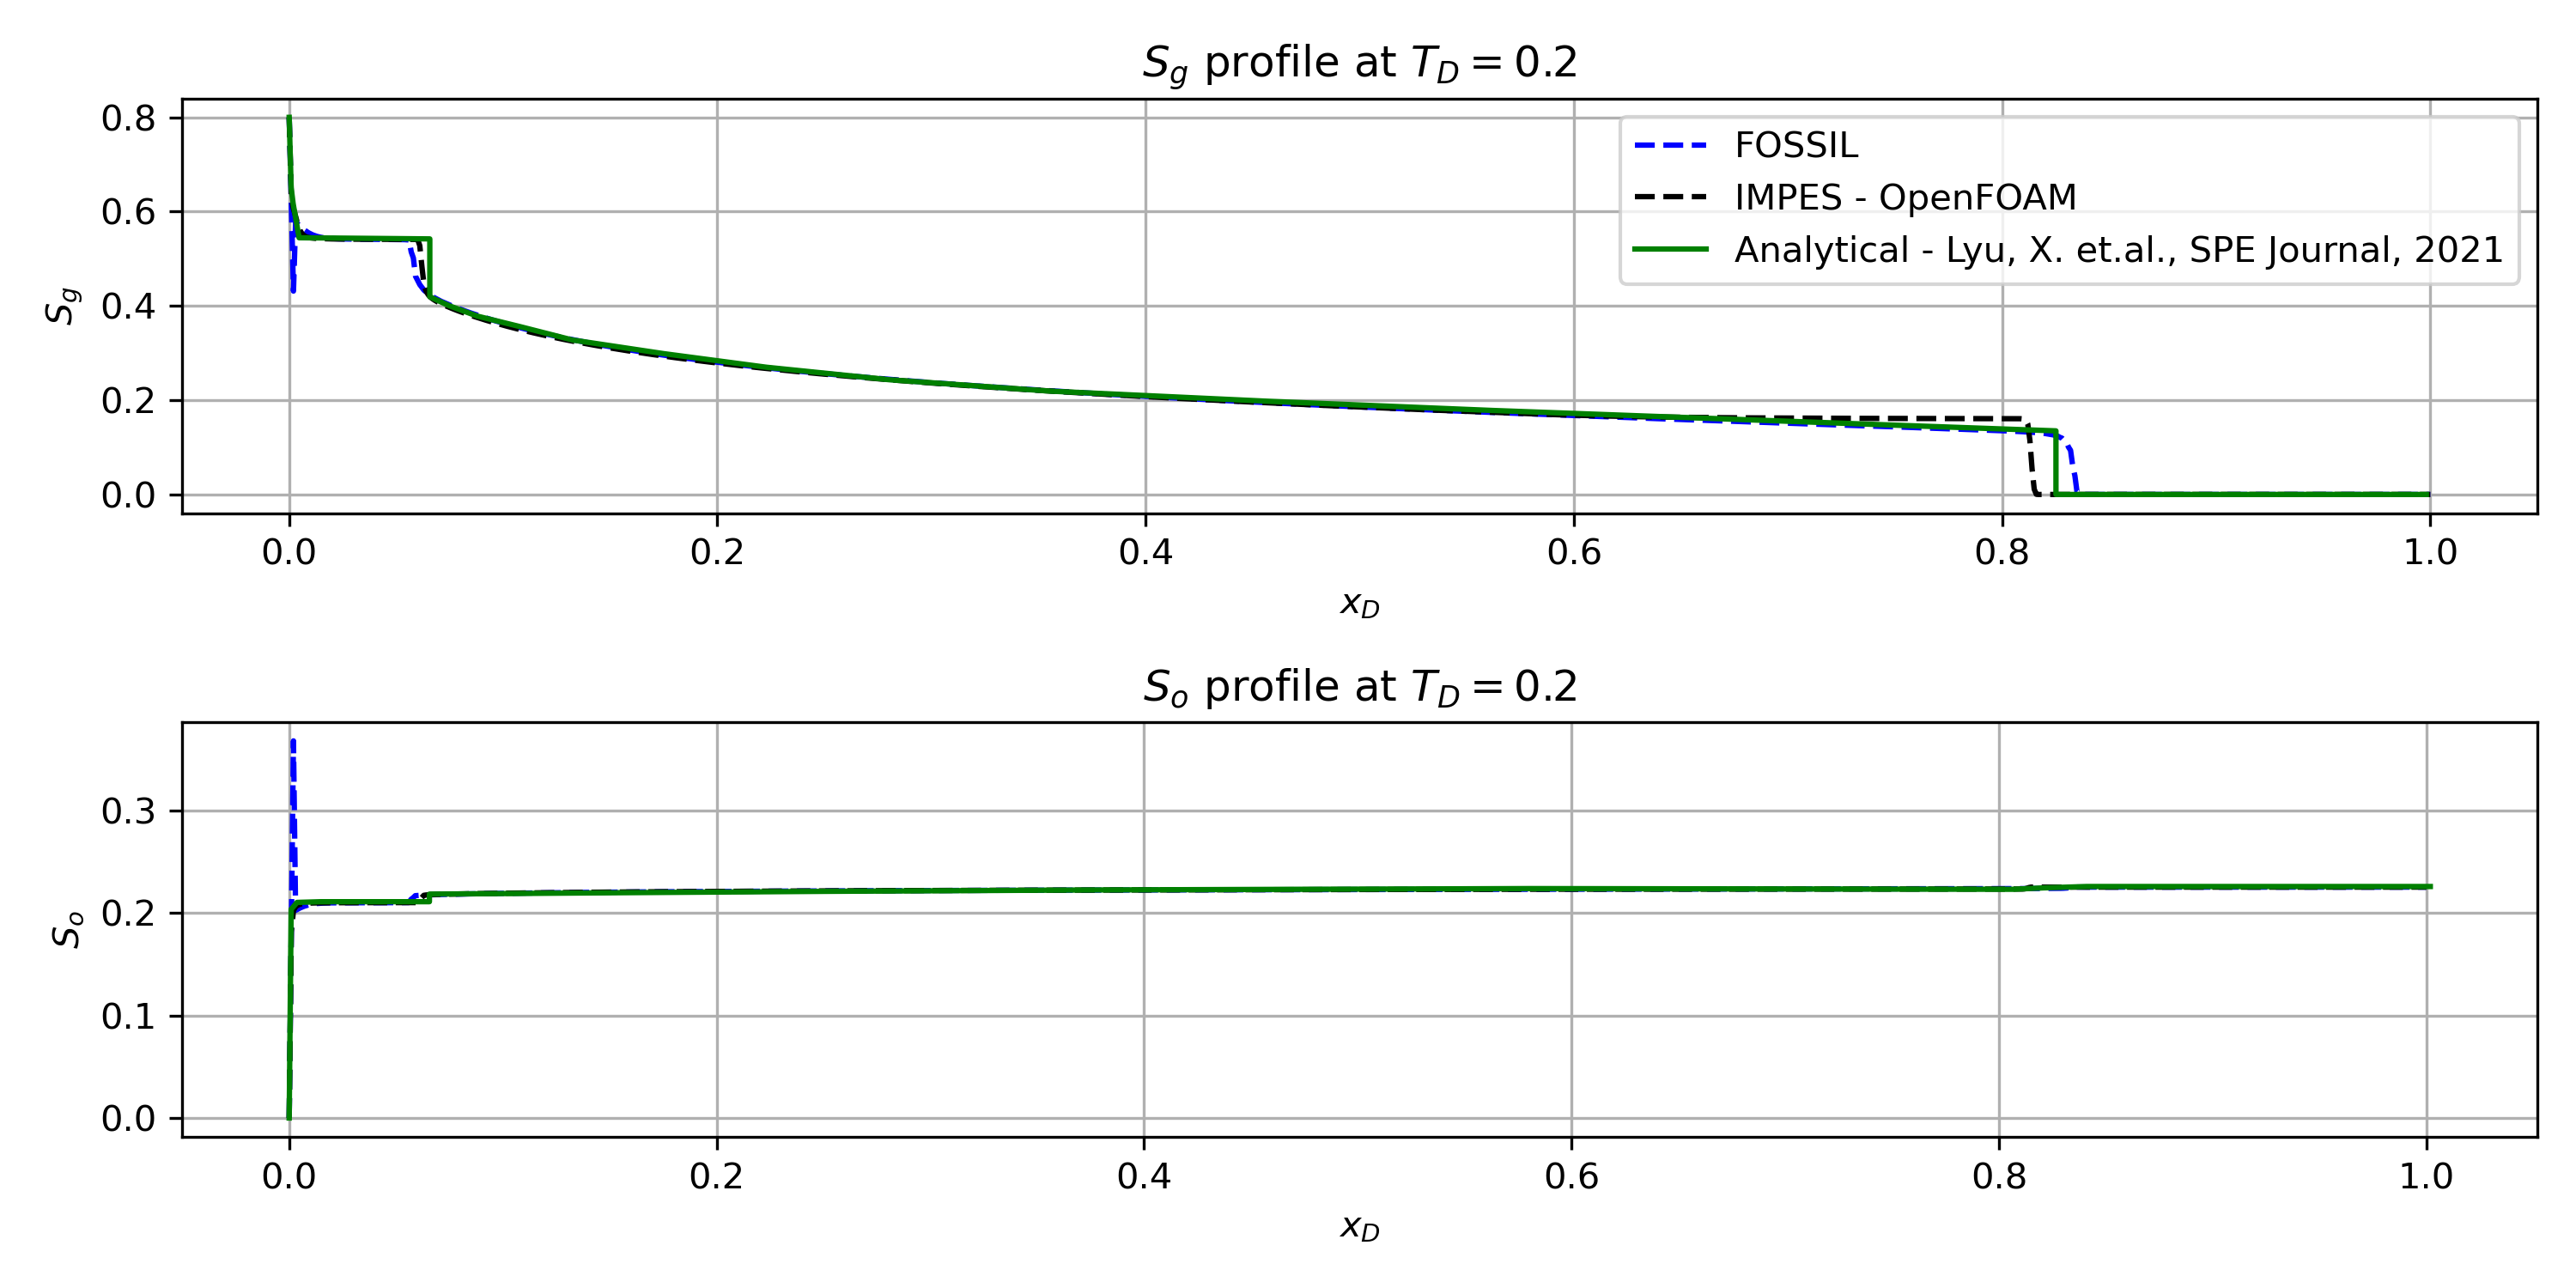 S_g profile at T_D = 0.2
0.8
0.6
0.4
0.2
0.0
S_g
FOSSIL
IMPES - OpenFOAM
Analytical - Lyu, X. et.al., SPE Journal, 2021
0.0 0.2 0.4 0.6 0.8 1.0
x_D
S_o profile at T_D = 0.2
0.3
0.2
0.1
0.0
S_o
0.0 0.2 0.4 0.6 0.8 1.0
x_D